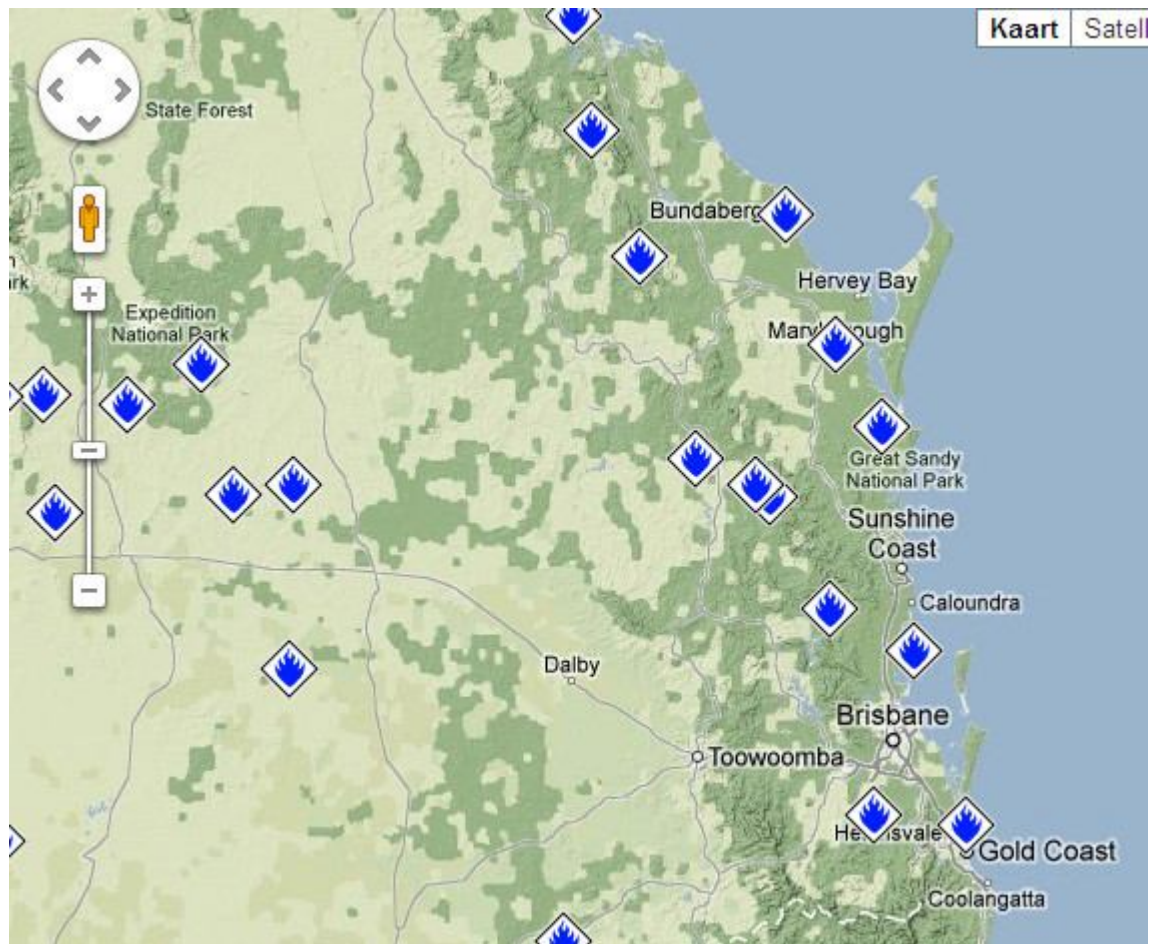 Kaart
Satell
State Forest
Bundaberg
Hervey Bay
Expedition
National Park
Great Sandy
National Park
Sunshine
Coast
Caloundra
Dalby
Brisbane
Toowoomba
Gold Coast
Coolangatta